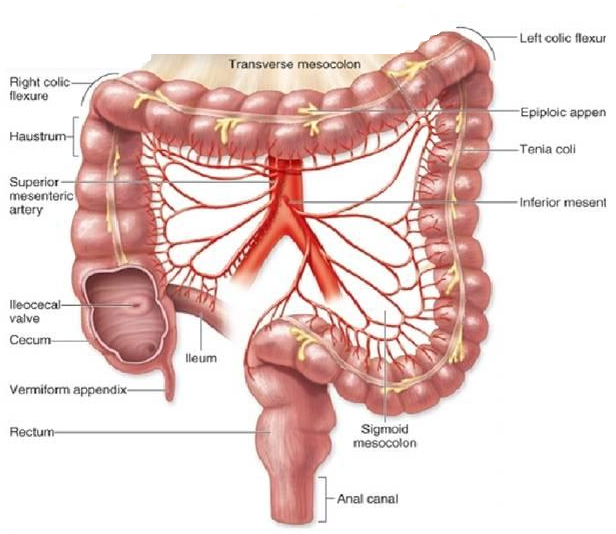 Transverse mesocolon
Left colic flexur
Right colic
flexure
Epiploic appen
Haustrum
Tenia coli
Superior
mesenteric
artery
Inferior mesent
Ileocecal
valve
Cecum
Ileum
Vermiform appendix
Rectum
Sigmoid
mesocolon
Anal canal